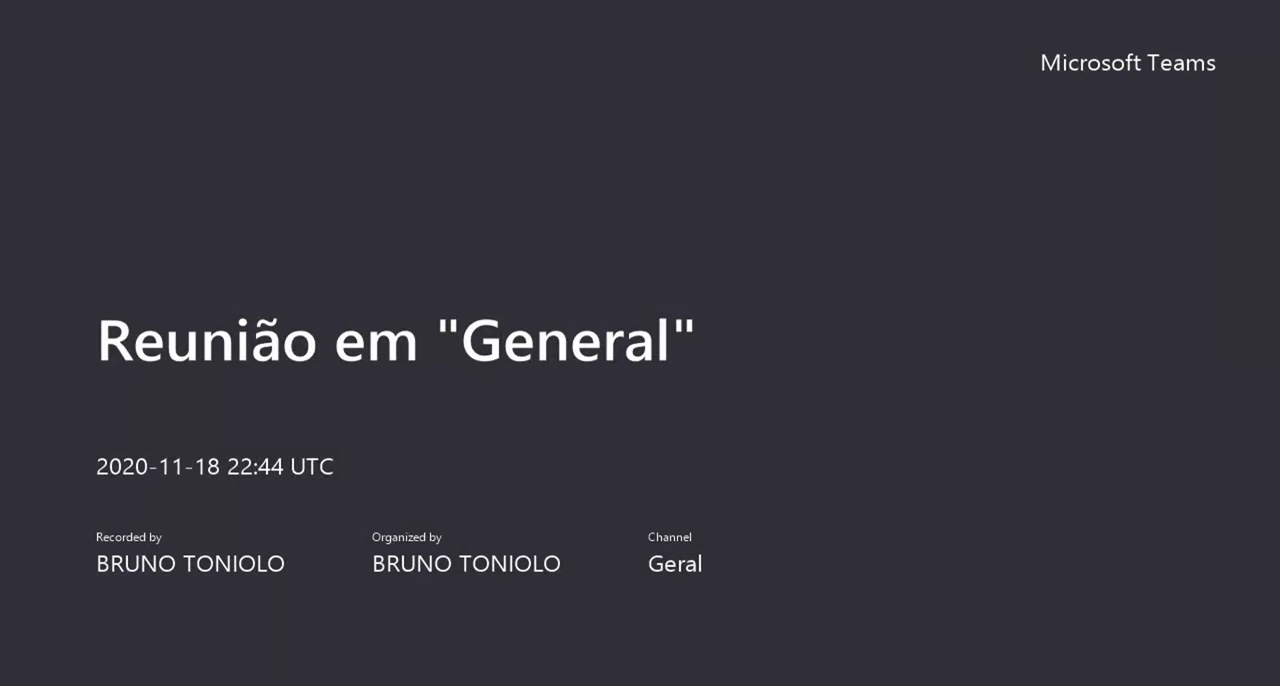 Microsoft Teams
Reunião em "General"
2020-11-18 22:44 UTC
Recorded by Organized by Channel
BRUNO TONIOLO BRUNO TONIOLO Geral